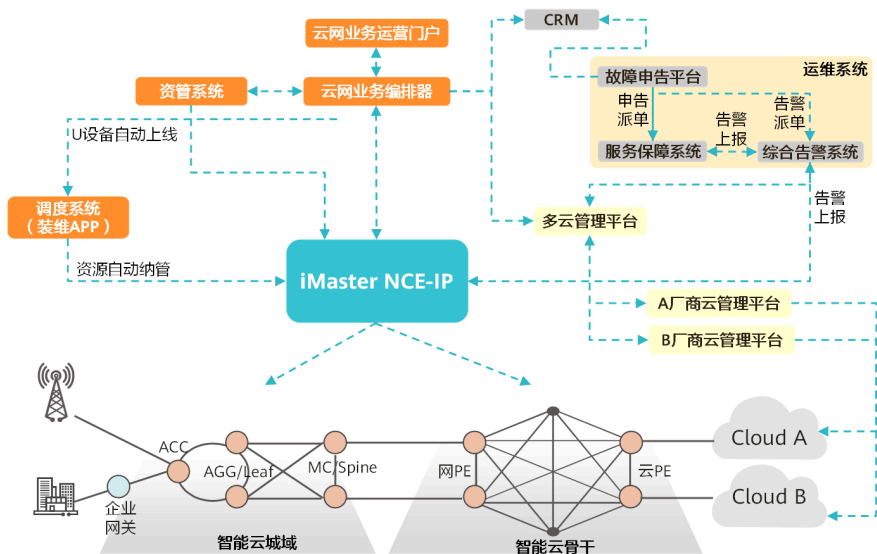 云网业务运营门户
CRM
运维系统
资管系统
云网业务编排器
故障申告平台
申告
派单
告警
上报
告警
派单
U设备自动上线
服务保障系统
综合告警系统
调度系统
（装维APP）
多云管理平台
告警
上报
资源自动纳管
iMaster NCE-IP
A厂商云管理平台
B厂商云管理平台
ACC
AGG/Leaf
MC/Spine
网PE
云PE
Cloud A
Cloud B
企业
网关
智能云城域
智能云骨干